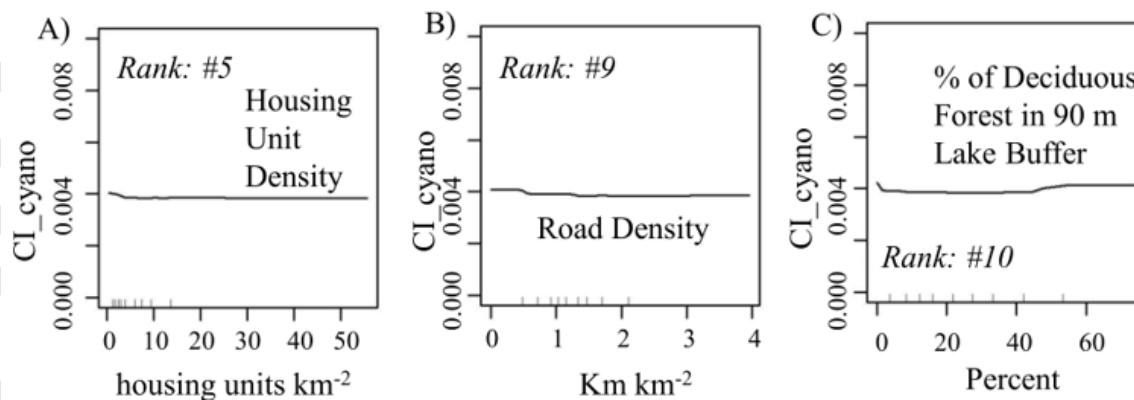 A)
Rank: #5
Housing
Unit
Density
CI_cyano
0.000
0.004
0.008
0 10 20 30 40 50
housing units km-2
B)
Rank: #9
Road Density
CI_cyano
0.000
0.004
0.008
0 1 2 3 4
Km km-2
C)
% of Deciduous
Forest in 90 m
Lake Buffer
Rank: #10
CI_cyano
0.000
0.004
0.008
0 20 40 60
Percent